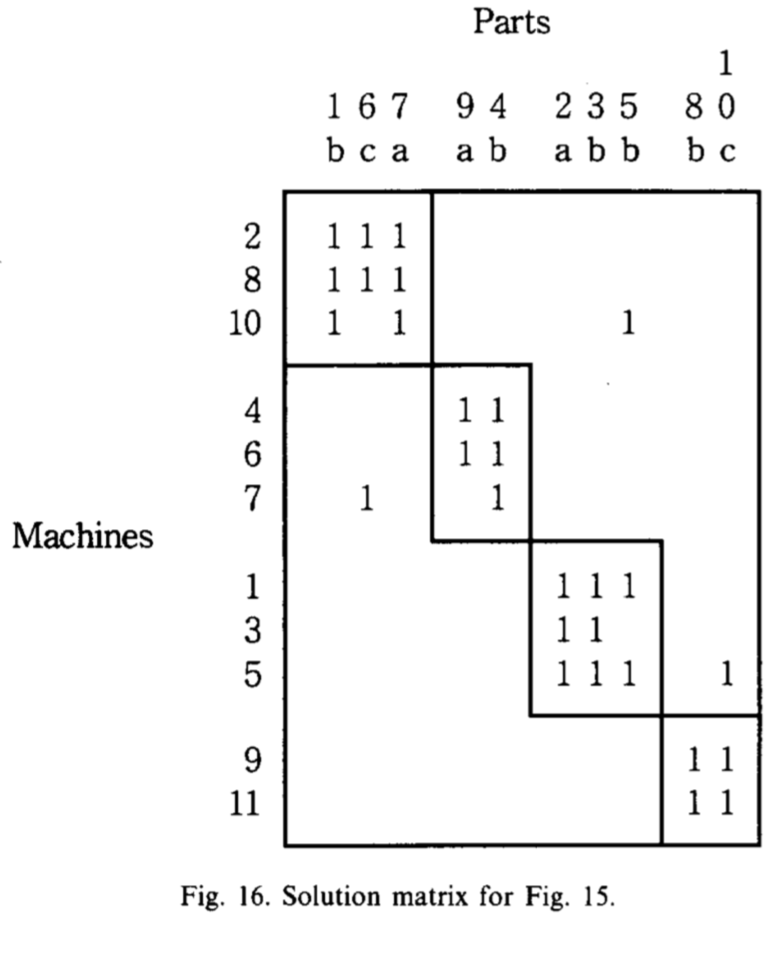 Parts
1
1 6 7 9 4 2 3 5 8 0
b c a a b a b b b c
2 1 1 1
8 1 1 1
10 1 1 1
4 1 1
6 1 1
7 1 1
Machines
1 1 1 1
3 1 1
5 1 1 1 1
9 1 1
11 1 1
Fig. 16. Solution matrix for Fig. 15.